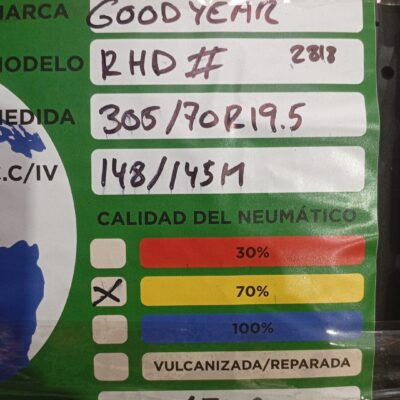 MARCA GOODYEAR
MODELO RHD # 2818
MEDIDA 305/70R19.5
C.C/IV 148/145M
CALIDAD DEL NEUMÁTICO
30%
X 70%
100%
VULCANIZADA/REPARADA